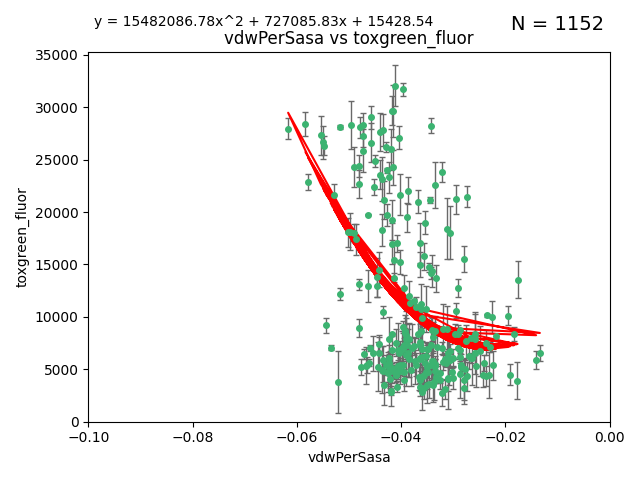 y = 15482086.78x^2 + 727085.83x + 15428.54
N = 1152
vdwPerSasa vs toxgreen_fluor
35000
30000
25000
20000
15000
10000
5000
0
toxgreen_fluor
−0.10 −0.08 −0.06 −0.04 −0.02 0.00
vdwPerSasa